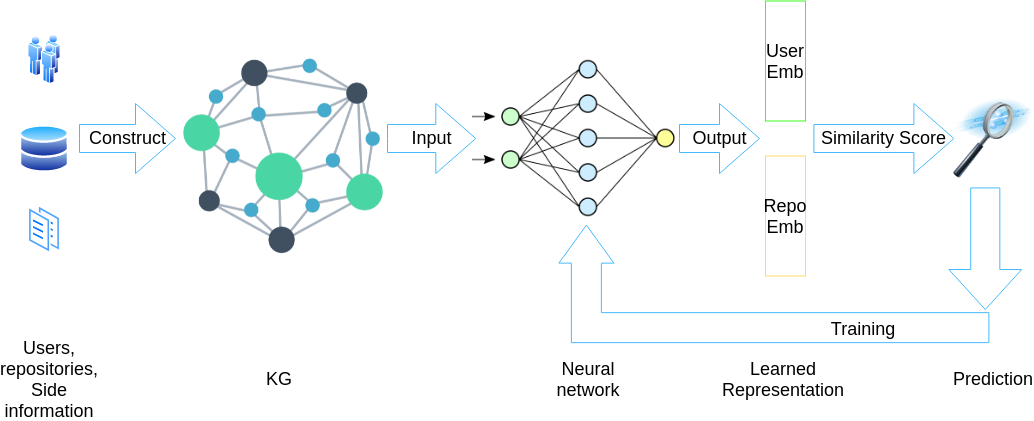 User
Emb
Construct
Input
Output
Similarity Score
Repo
Emb
Training
Users,
repositories,
Side
information
KG
Neural
network
Learned
Representation
Prediction